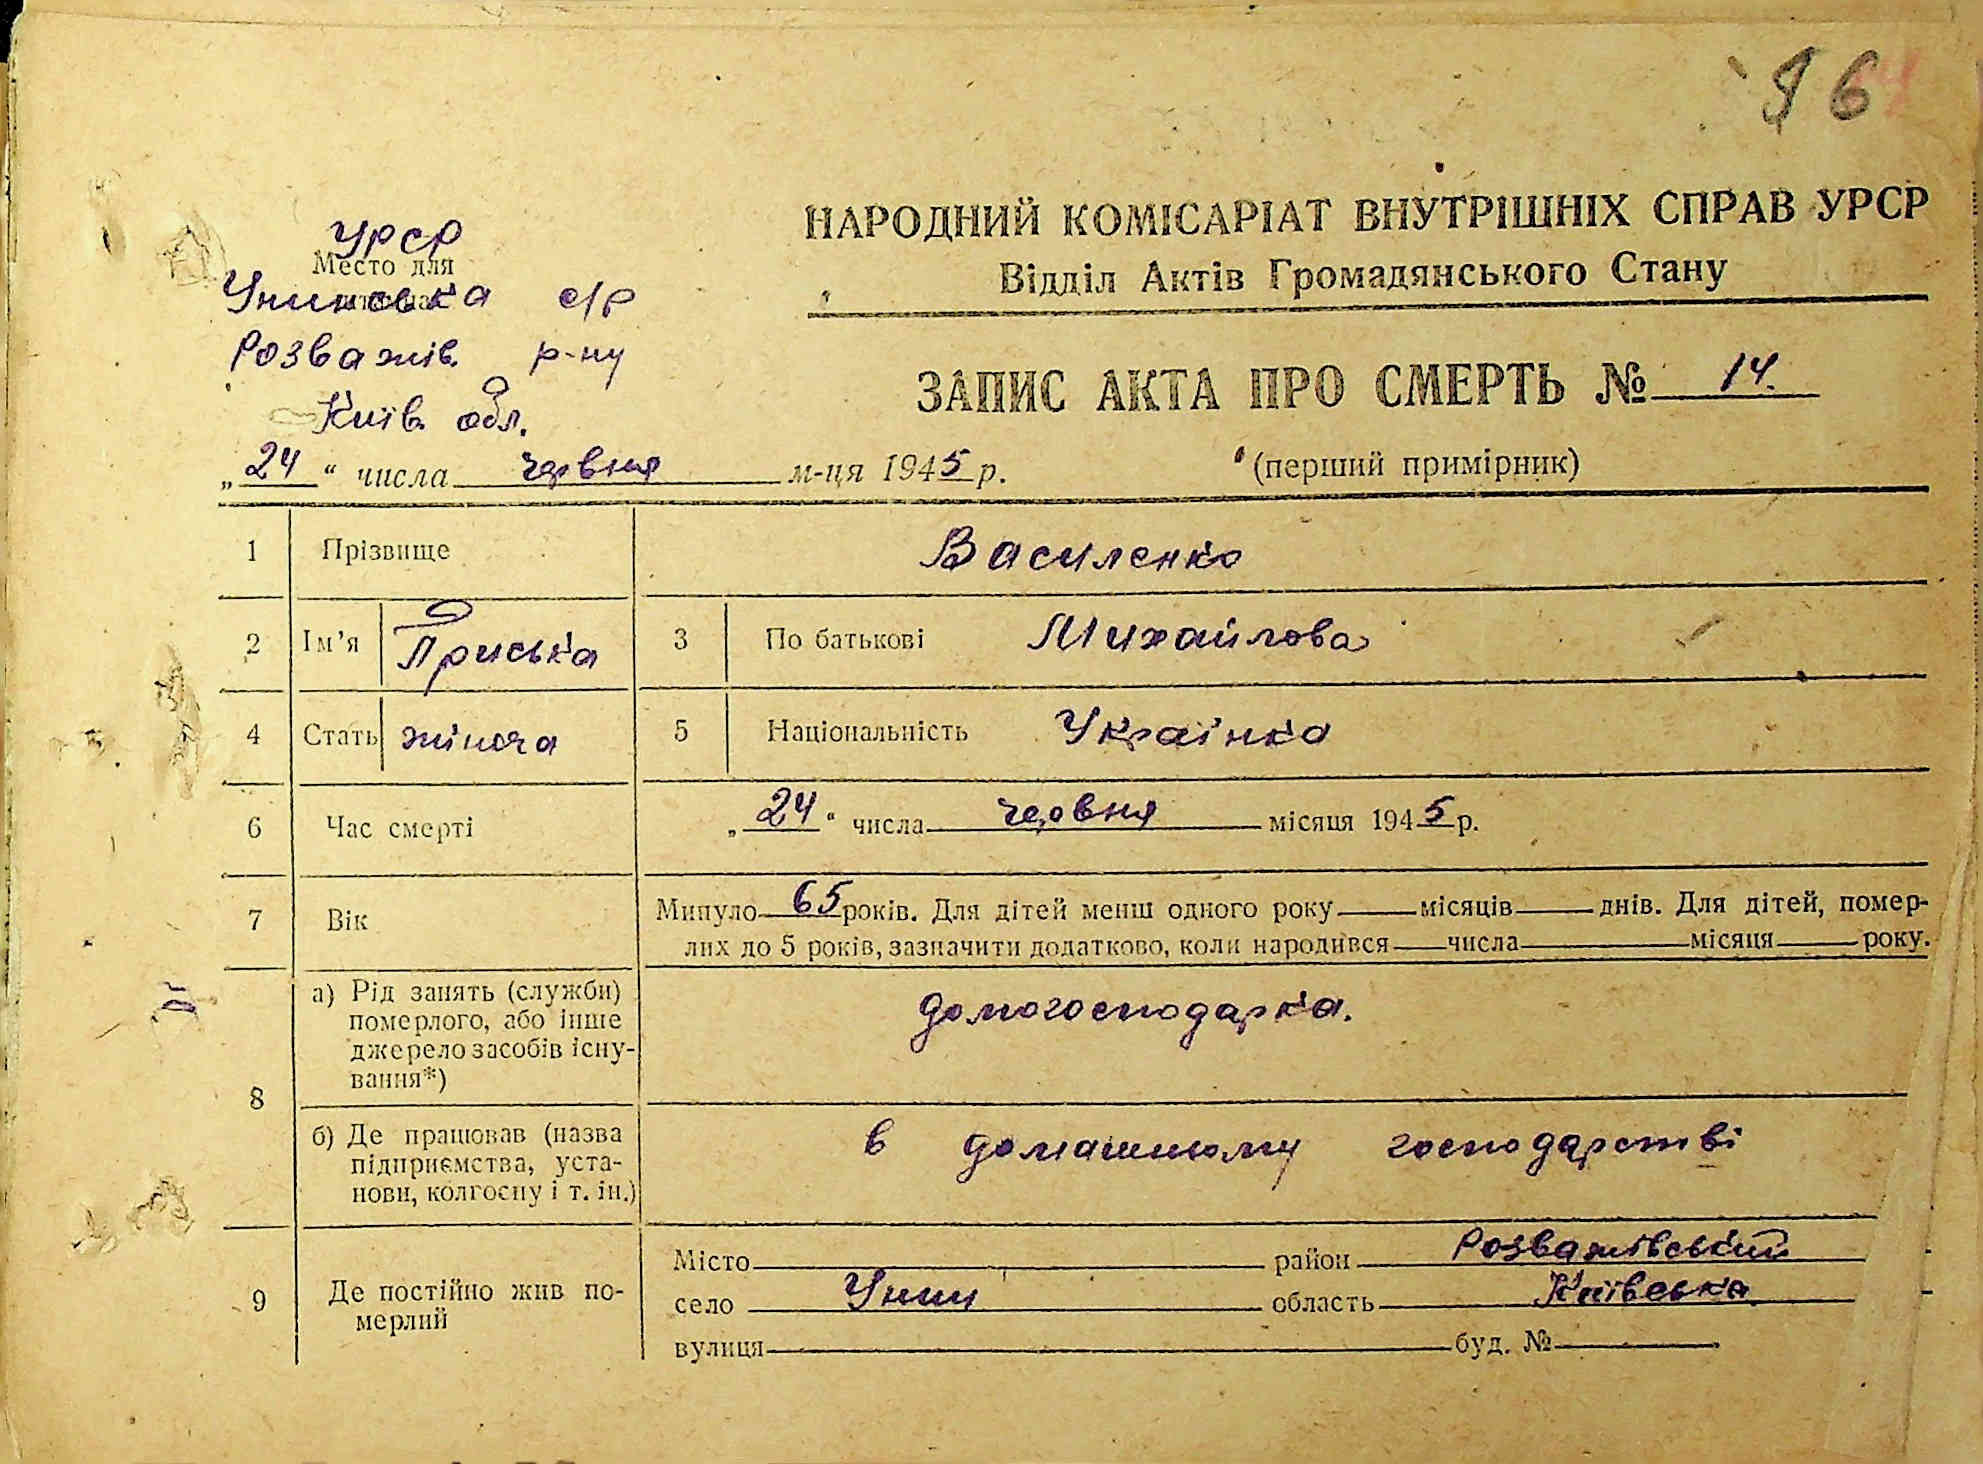 96
УРСР
Место для
Унинська с/р
Розважів. р-ну
Київ. обл.
НАРОДНИЙ КОМІСАРІАТ ВНУТРІШНІХ СПРАВ УРСР
Відділ Актів Громадянського Стану
ЗАПИС АКТА ПРО СМЕРТЬ № 14.
„24“ числа червня м-ця 1945 р.
(перший примірник)
1 Прізвище Василенко
2 Ім'я Приська 3 По батькові Михайлова
4 Стать жіноча 5 Національність Українка
6 Час смерті „24“ числа червня місяця 1945 р.
7 Вік Минуло 65 років. Для дітей менш одного року місяців днів. Для дітей, помер-
лих до 5 років, зазначити додатково, коли народився числа місяця року.
8 а) Рід занять (служби)
померлого, або інше
джерело засобів існу-
вання*)
домогосподарка.
б) Де працював (назва
підприємства, уста-
нови, колгоспу і т. ін.)
в домашньому господарстві
9 Де постійно жив по-
мерлий
Місто район Розважівський
село Унин область Київська
вулиця буд. №